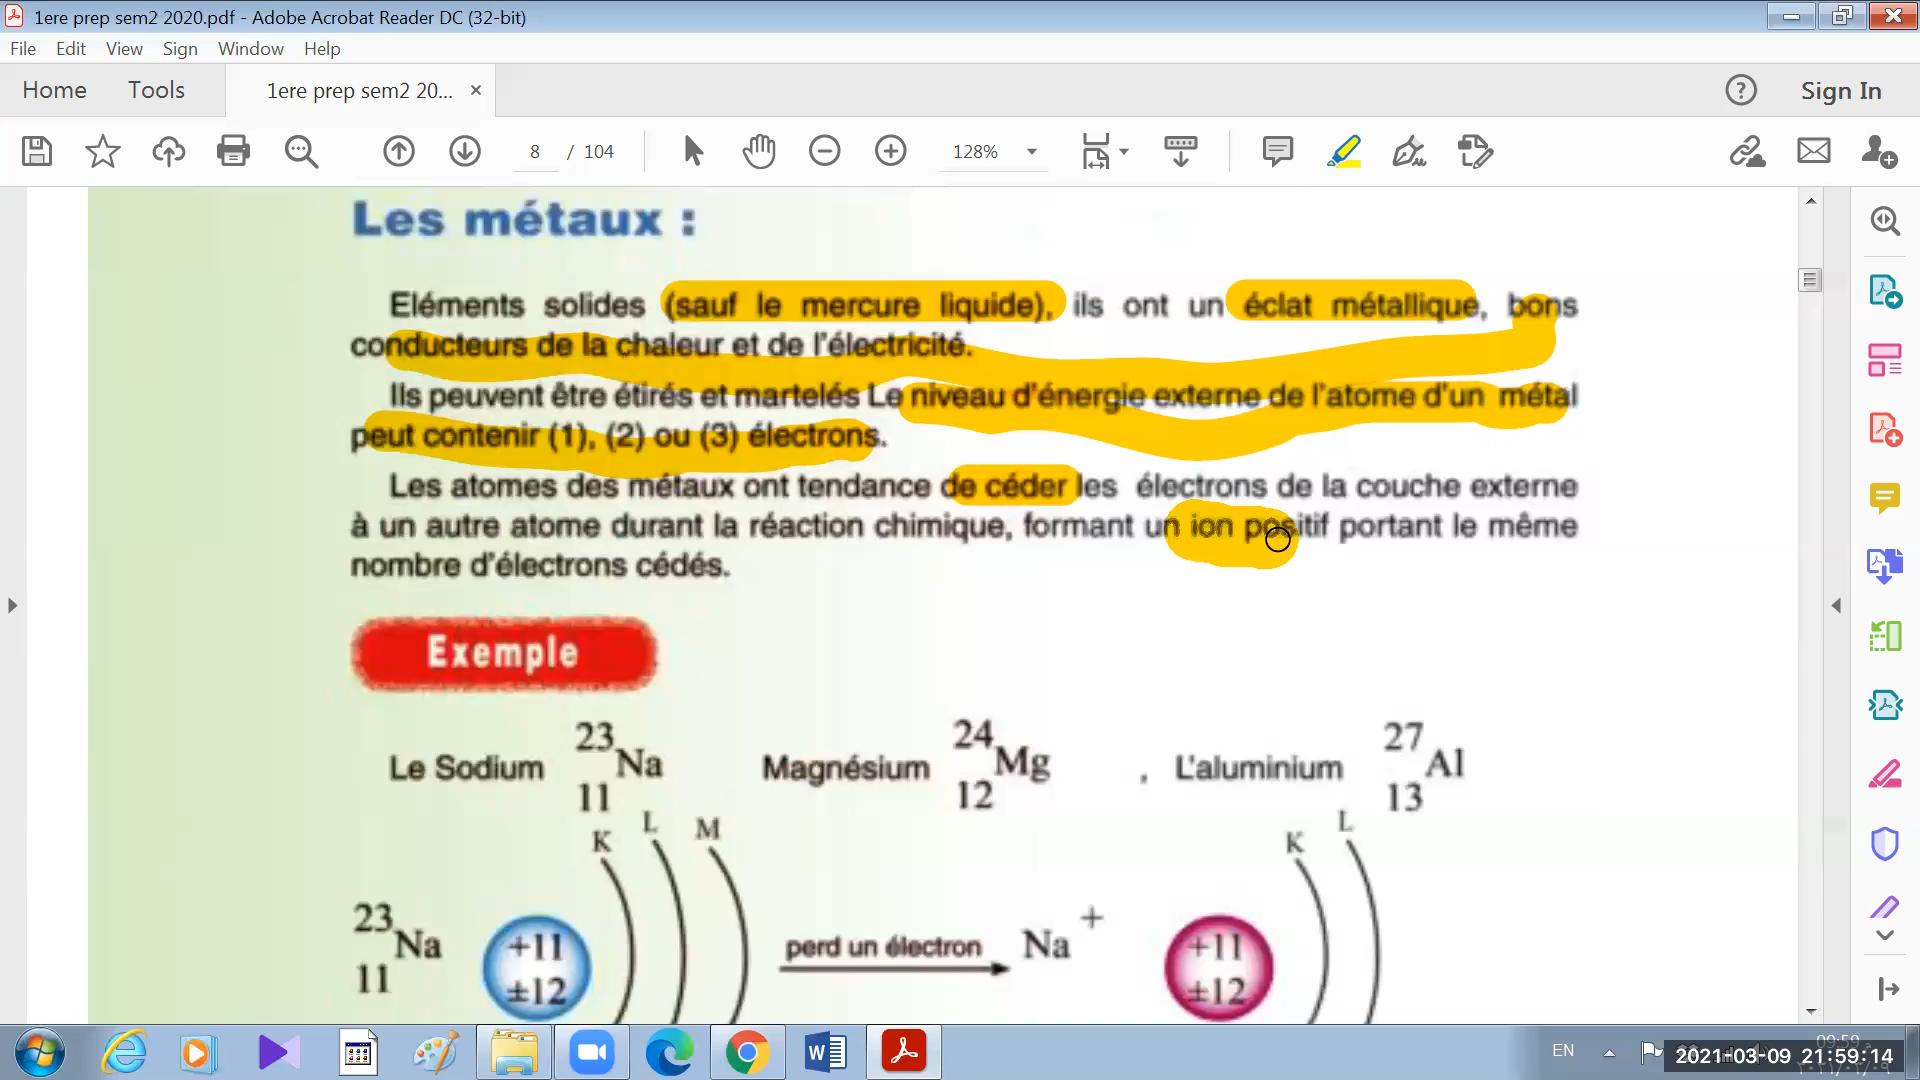 1ere prep sem2 2020.pdf - Adobe Acrobat Reader DC (32-bit)
File Edit View Sign Window Help
Home Tools 1ere prep sem2 20... × Sign In
8 / 104 128%
Les métaux :
Eléments solides (sauf le mercure liquide), ils ont un éclat métallique, bons
conducteurs de la chaleur et de l'électricité.
Ils peuvent être étirés et martelés Le niveau d'énergie externe de l'atome d'un métal
peut contenir (1), (2) ou (3) électrons.
Les atomes des métaux ont tendance de céder les électrons de la couche externe
à un autre atome durant la réaction chimique, formant un ion positif portant le même
nombre d'électrons cédés.
Exemple
Le Sodium 23 11 Na Magnésium 24 12 Mg , L'aluminium 27 13 Al
K L M K L
23 11 Na +11 ±12 perd un électron Na + +11 ±12
EN
2021-03-09 21:59:14